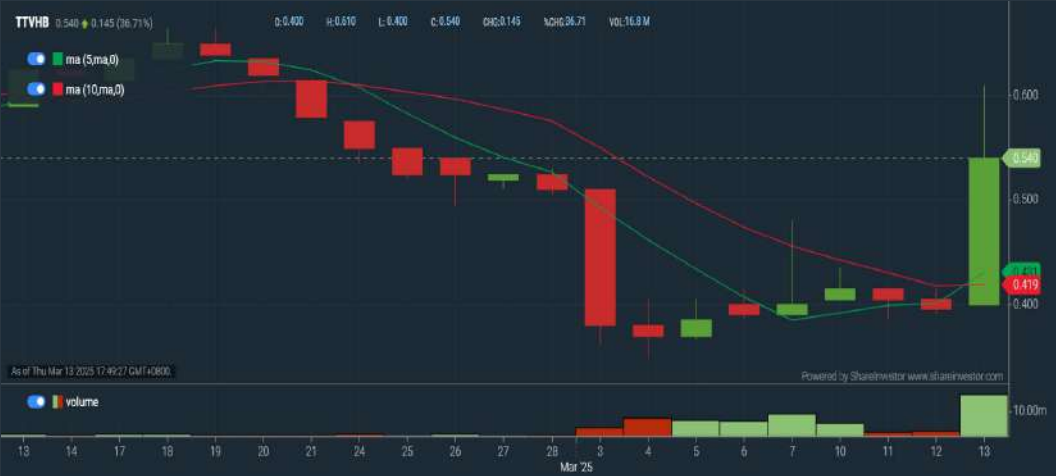 TTVHB 0.540 0.145 (36.71%) O:0.400 H:0.610 L:0.400 C:0.540 CHG:0.145 %CHG:36.71 VOL:16.8 M
ma (5,ma,0)
ma (10,ma,0)
0.600
0.540
0.500
0.431
0.419
0.400
As of Thu Mar 13 2025 17:49:27 GMT+0800.
Powered by ShareInvestor www.shareinvestor.com
volume
10.00m
13 14 17 18 19 20 21 24 25 26 27 28 3 4 5 6 7 10 11 12 13
Mar '25